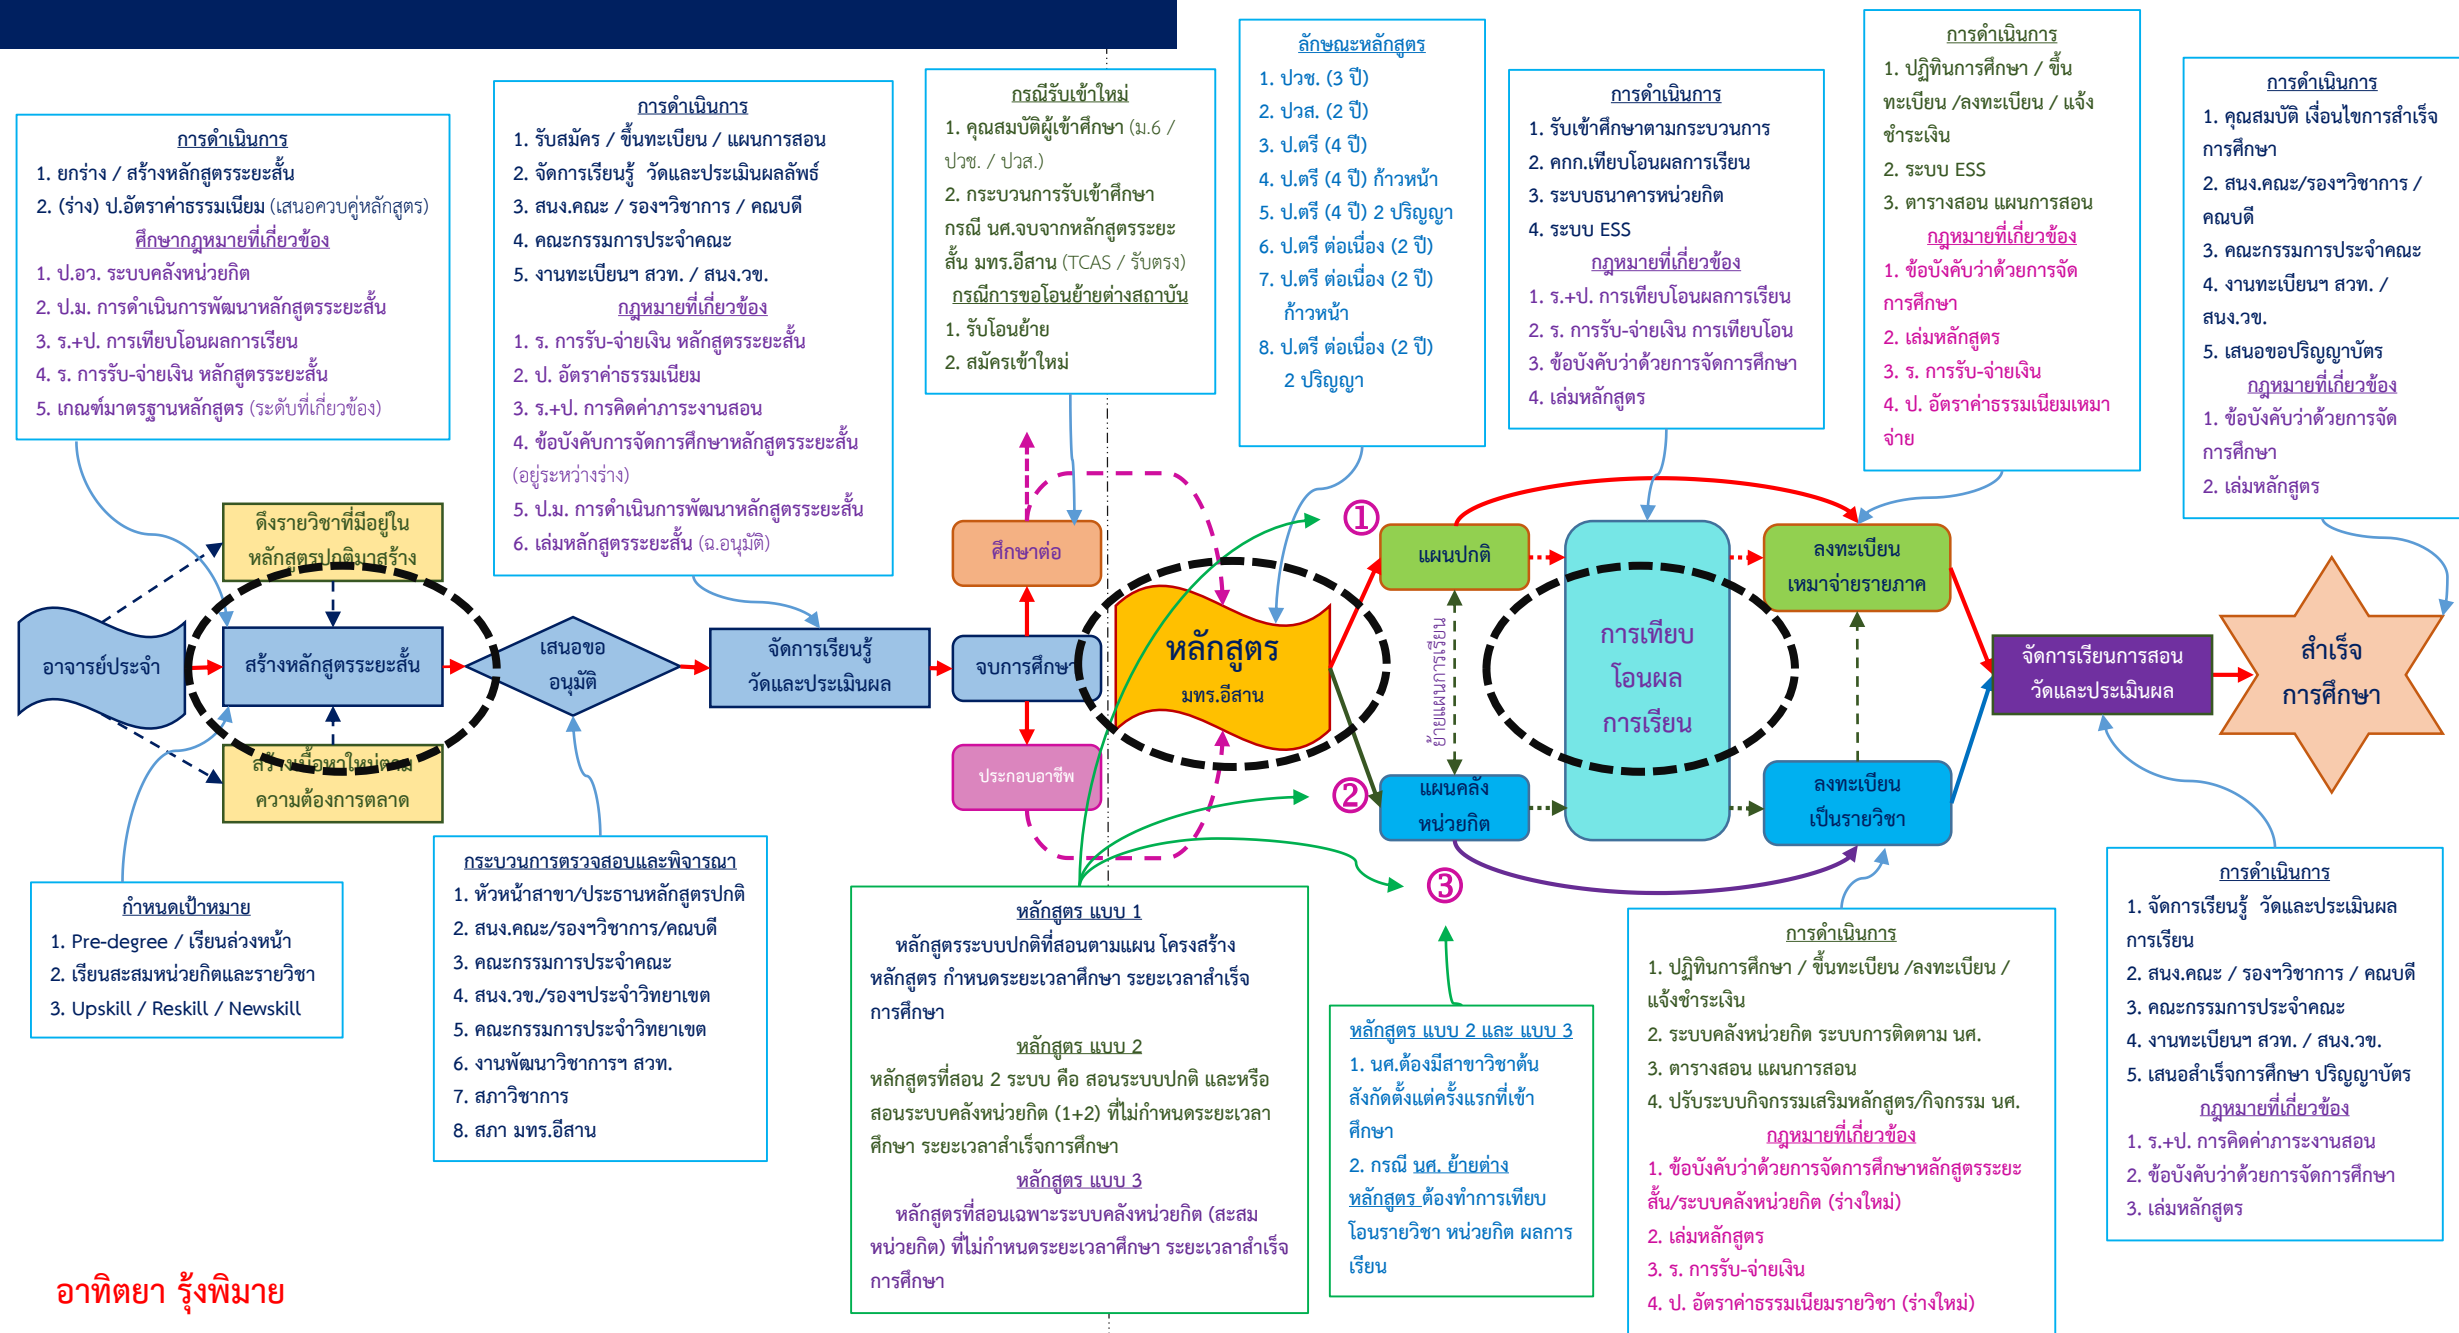 การดำเนินการ
1. ยกร่าง / สร้างหลักสูตรระยะสั้น
2. (ร่าง) ป.อัตราค่าธรรมเนียม (เสนอควบคู่หลักสูตร)
ศึกษากฎหมายที่เกี่ยวข้อง
1. ป.อว. ระบบคลังหน่วยกิต
2. ป.ม. การดำเนินการพัฒนาหลักสูตรระยะสั้น
3. ร.+ป. การเทียบโอนผลการเรียน
4. ร. การรับ-จ่ายเงิน หลักสูตรระยะสั้น
5. เกณฑ์มาตรฐานหลักสูตร (ระดับที่เกี่ยวข้อง)
การดำเนินการ
1. รับสมัคร / ขึ้นทะเบียน / แผนการสอน
2. จัดการเรียนรู้ วัดและประเมินผลลัพธ์
3. สนง.คณะ / รองฯวิชาการ / คณบดี
4. คณะกรรมการประจำคณะ
5. งานทะเบียนฯ สวท. / สนง.วข.
กฎหมายที่เกี่ยวข้อง
1. ร. การรับ-จ่ายเงิน หลักสูตรระยะสั้น
2. ป. อัตราค่าธรรมเนียม
3. ร.+ป. การคิดค่าภาระงานสอน
4. ข้อบังคับการจัดการศึกษาหลักสูตรระยะสั้น
(อยู่ระหว่างร่าง)
5. ป.ม. การดำเนินการพัฒนาหลักสูตรระยะสั้น
6. เล่มหลักสูตรระยะสั้น (ฉ.อนุมัติ)
กรณีรับเข้าใหม่
1. คุณสมบัติผู้เข้าศึกษา (ม.6 /
ปวช. / ปวส.)
2. กระบวนการรับเข้าศึกษา
กรณี นศ.จบจากหลักสูตรระยะ
สั้น มทร.อีสาน (TCAS / รับตรง)
กรณีการขอโอนย้ายต่างสถาบัน
1. รับโอนย้าย
2. สมัครเข้าใหม่
ลักษณะหลักสูตร
1. ปวช. (3 ปี)
2. ปวส. (2 ปี)
3. ป.ตรี (4 ปี)
4. ป.ตรี (4 ปี) ก้าวหน้า
5. ป.ตรี (4 ปี) 2 ปริญญา
6. ป.ตรี ต่อเนื่อง (2 ปี)
7. ป.ตรี ต่อเนื่อง (2 ปี)
ก้าวหน้า
8. ป.ตรี ต่อเนื่อง (2 ปี)
2 ปริญญา
การดำเนินการ
1. รับเข้าศึกษาตามกระบวนการ
2. คกก.เทียบโอนผลการเรียน
3. ระบบธนาคารหน่วยกิต
4. ระบบ ESS
กฎหมายที่เกี่ยวข้อง
1. ร.+ป. การเทียบโอนผลการเรียน
2. ร. การรับ-จ่ายเงิน การเทียบโอน
3. ข้อบังคับว่าด้วยการจัดการศึกษา
4. เล่มหลักสูตร
การดำเนินการ
1. ปฏิทินการศึกษา / ขึ้น
ทะเบียน /ลงทะเบียน / แจ้ง
ชำระเงิน
2. ระบบ ESS
3. ตารางสอน แผนการสอน
กฎหมายที่เกี่ยวข้อง
1. ข้อบังคับว่าด้วยการจัด
การศึกษา
2. เล่มหลักสูตร
3. ร. การรับ-จ่ายเงิน
4. ป. อัตราค่าธรรมเนียมเหมา
จ่าย
การดำเนินการ
1. คุณสมบัติ เงื่อนไขการสำเร็จ
การศึกษา
2. สนง.คณะ/รองฯวิชาการ /
คณบดี
3. คณะกรรมการประจำคณะ
4. งานทะเบียนฯ สวท. /
สนง.วข.
5. เสนอขอปริญญาบัตร
กฎหมายที่เกี่ยวข้อง
1. ข้อบังคับว่าด้วยการจัด
การศึกษา
2. เล่มหลักสูตร
ดึงรายวิชาที่มีอยู่ใน
หลักสูตรปกติมาสร้าง
อาจารย์ประจำ
สร้างหลักสูตรระยะสั้น
สร้างเนื้อหาใหม่ตาม
ความต้องการตลาด
เสนอขอ
อนุมัติ
จัดการเรียนรู้
วัดและประเมินผล
ศึกษาต่อ
จบการศึกษา
ประกอบอาชีพ
หลักสูตร
มทร.อีสาน
①
②
③
แผนปกติ
ย้ายแผนการเรียน
แผนคลัง
หน่วยกิต
การเทียบ
โอนผล
การเรียน
ลงทะเบียน
เหมาจ่ายรายภาค
ลงทะเบียน
เป็นรายวิชา
จัดการเรียนการสอน
วัดและประเมินผล
สำเร็จ
การศึกษา
กำหนดเป้าหมาย
1. Pre-degree / เรียนล่วงหน้า
2. เรียนสะสมหน่วยกิตและรายวิชา
3. Upskill / Reskill / Newskill
กระบวนการตรวจสอบและพิจารณา
1. หัวหน้าสาขา/ประธานหลักสูตรปกติ
2. สนง.คณะ/รองฯวิชาการ/คณบดี
3. คณะกรรมการประจำคณะ
4. สนง.วข./รองฯประจำวิทยาเขต
5. คณะกรรมการประจำวิทยาเขต
6. งานพัฒนาวิชาการฯ สวท.
7. สภาวิชาการ
8. สภา มทร.อีสาน
หลักสูตร แบบ 1
หลักสูตรระบบปกติที่สอนตามแผน โครงสร้าง
หลักสูตร กำหนดระยะเวลาศึกษา ระยะเวลาสำเร็จ
การศึกษา
หลักสูตร แบบ 2
หลักสูตรที่สอน 2 ระบบ คือ สอนระบบปกติ และหรือ
สอนระบบคลังหน่วยกิต (1+2) ที่ไม่กำหนดระยะเวลา
ศึกษา ระยะเวลาสำเร็จการศึกษา
หลักสูตร แบบ 3
หลักสูตรที่สอนเฉพาะระบบคลังหน่วยกิต (สะสม
หน่วยกิต) ที่ไม่กำหนดระยะเวลาศึกษา ระยะเวลาสำเร็จ
การศึกษา
หลักสูตร แบบ 2 และ แบบ 3
1. นศ.ต้องมีสาขาวิชาต้น
สังกัดตั้งแต่ครั้งแรกที่เข้า
ศึกษา
2. กรณี นศ. ย้ายต่าง
หลักสูตร ต้องทำการเทียบ
โอนรายวิชา หน่วยกิต ผลการ
เรียน
การดำเนินการ
1. ปฏิทินการศึกษา / ขึ้นทะเบียน /ลงทะเบียน /
แจ้งชำระเงิน
2. ระบบคลังหน่วยกิต ระบบการติดตาม นศ.
3. ตารางสอน แผนการสอน
4. ปรับระบบกิจกรรมเสริมหลักสูตร/กิจกรรม นศ.
กฎหมายที่เกี่ยวข้อง
1. ข้อบังคับว่าด้วยการจัดการศึกษาหลักสูตรระยะ
สั้น/ระบบคลังหน่วยกิต (ร่างใหม่)
2. เล่มหลักสูตร
3. ร. การรับ-จ่ายเงิน
4. ป. อัตราค่าธรรมเนียมรายวิชา (ร่างใหม่)
การดำเนินการ
1. จัดการเรียนรู้ วัดและประเมินผล
การเรียน
2. สนง.คณะ / รองฯวิชาการ / คณบดี
3. คณะกรรมการประจำคณะ
4. งานทะเบียนฯ สวท. / สนง.วข.
5. เสนอสำเร็จการศึกษา ปริญญาบัตร
กฎหมายที่เกี่ยวข้อง
1. ร.+ป. การคิดค่าภาระงานสอน
2. ข้อบังคับว่าด้วยการจัดการศึกษา
3. เล่มหลักสูตร
อาทิตยา รุ้งพิมาย